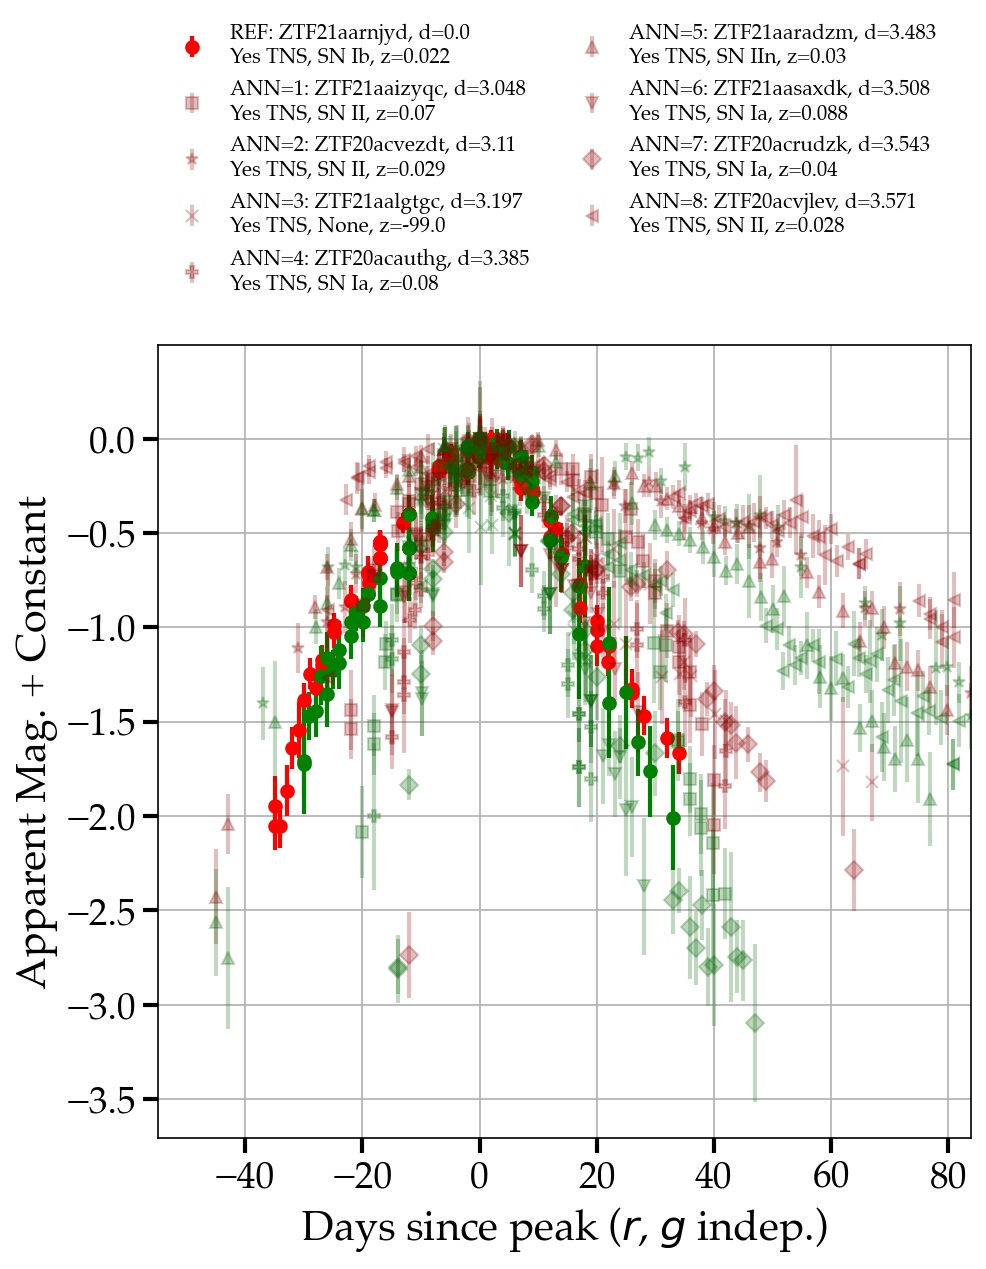 REF: ZTF21aarnjyd, d=0.0
Yes TNS, SN Ib, z=0.022
ANN=1: ZTF21aaizyqc, d=3.048
Yes TNS, SN II, z=0.07
ANN=2: ZTF20acvezdt, d=3.11
Yes TNS, SN II, z=0.029
ANN=3: ZTF21aalgtgc, d=3.197
Yes TNS, None, z=-99.0
ANN=4: ZTF20acauthg, d=3.385
Yes TNS, SN Ia, z=0.08
ANN=5: ZTF21aaradzm, d=3.483
Yes TNS, SN IIn, z=0.03
ANN=6: ZTF21aasaxdk, d=3.508
Yes TNS, SN Ia, z=0.088
ANN=7: ZTF20acrudzk, d=3.543
Yes TNS, SN Ia, z=0.04
ANN=8: ZTF20acvjlev, d=3.571
Yes TNS, SN II, z=0.028
Apparent Mag. + Constant
0.0
−0.5
−1.0
−1.5
−2.0
−2.5
−3.0
−3.5
−40 −20 0 20 40 60 80
Days since peak (r, g indep.)